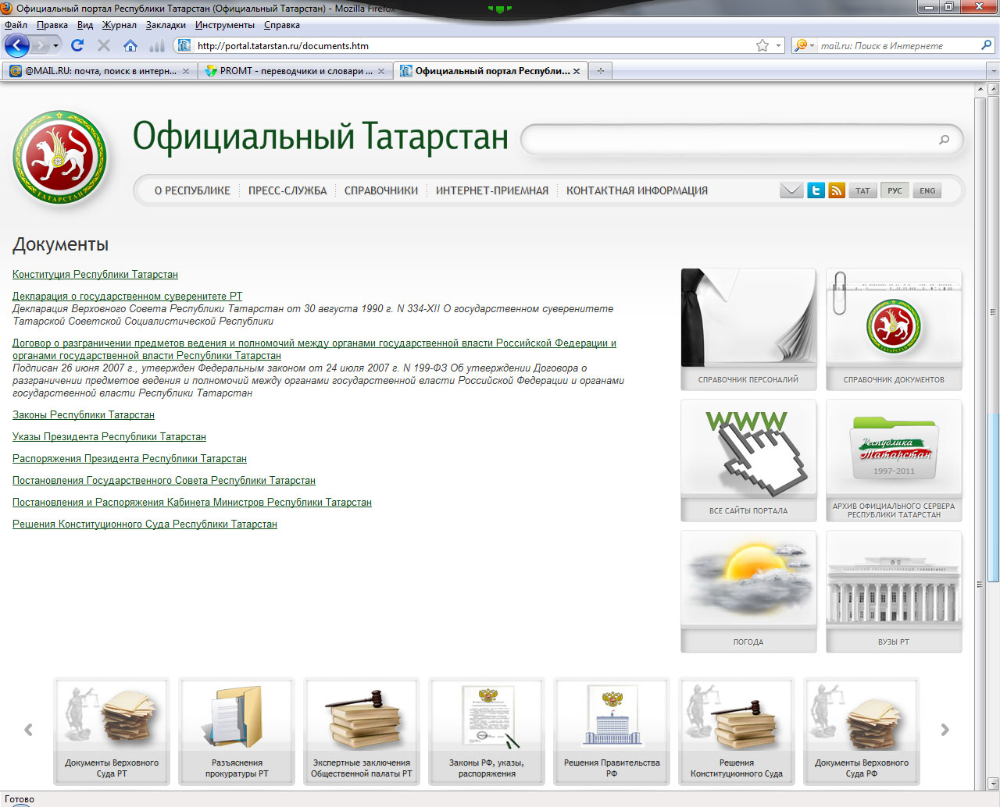 Официальный портал Республики Татарстан (Официальный Татарстан) - Mozilla Firefox
Файл Правка Вид Журнал Закладки Инструменты Справка
http://portal.tatarstan.ru/documents.htm
mail.ru: Поиск в Интернете
@MAIL.RU: почта, поиск в интерн...
PROMT - переводчики и словари ...
Официальный портал Республи...
Официальный Татарстан
ТАТАРСТАН
О РЕСПУБЛИКЕ
ПРЕСС-СЛУЖБА
СПРАВОЧНИКИ
ИНТЕРНЕТ-ПРИЕМНАЯ
КОНТАКТНАЯ ИНФОРМАЦИЯ
ТАТ
РУС
ENG
Документы
Конституция Республики Татарстан
Декларация о государственном суверенитете РТ
Декларация Верховного Совета Республики Татарстан от 30 августа 1990 г. N 334-XII О государственном суверенитете
Татарской Советской Социалистической Республики
Договор о разграничении предметов ведения и полномочий между органами государственной власти Российской Федерации и
органами государственной власти Республики Татарстан
Подписан 26 июня 2007 г., утвержден Федеральным законом от 24 июля 2007 г. N 199-ФЗ Об утверждении Договора о
разграничении предметов ведения и полномочий между органами государственной власти Российской Федерации и органами
государственной власти Республики Татарстан
Законы Республики Татарстан
Указы Президента Республики Татарстан
Распоряжения Президента Республики Татарстан
Постановления Государственного Совета Республики Татарстан
Постановления и Распоряжения Кабинета Министров Республики Татарстан
Решения Конституционного Суда Республики Татарстан
СПРАВОЧНИК ПЕРСОНАЛИЙ
СПРАВОЧНИК ДОКУМЕНТОВ
WWW
ВСЕ САЙТЫ ПОРТАЛА
Республика
Татарстан
1997-2011
АРХИВ ОФИЦИАЛЬНОГО СЕРВЕРА
РЕСПУБЛИКИ ТАТАРСТАН
ПОГОДА
ВУЗЫ РТ
Документы Верховного
Суда РТ
Разъяснения
прокуратуры РТ
Экспертные заключения
Общественной палаты РТ
Законы РФ, указы,
распоряжения
Решения Правительства
РФ
Решения
Конституционного Суда
Документы Верховного
Суда РФ
Готово